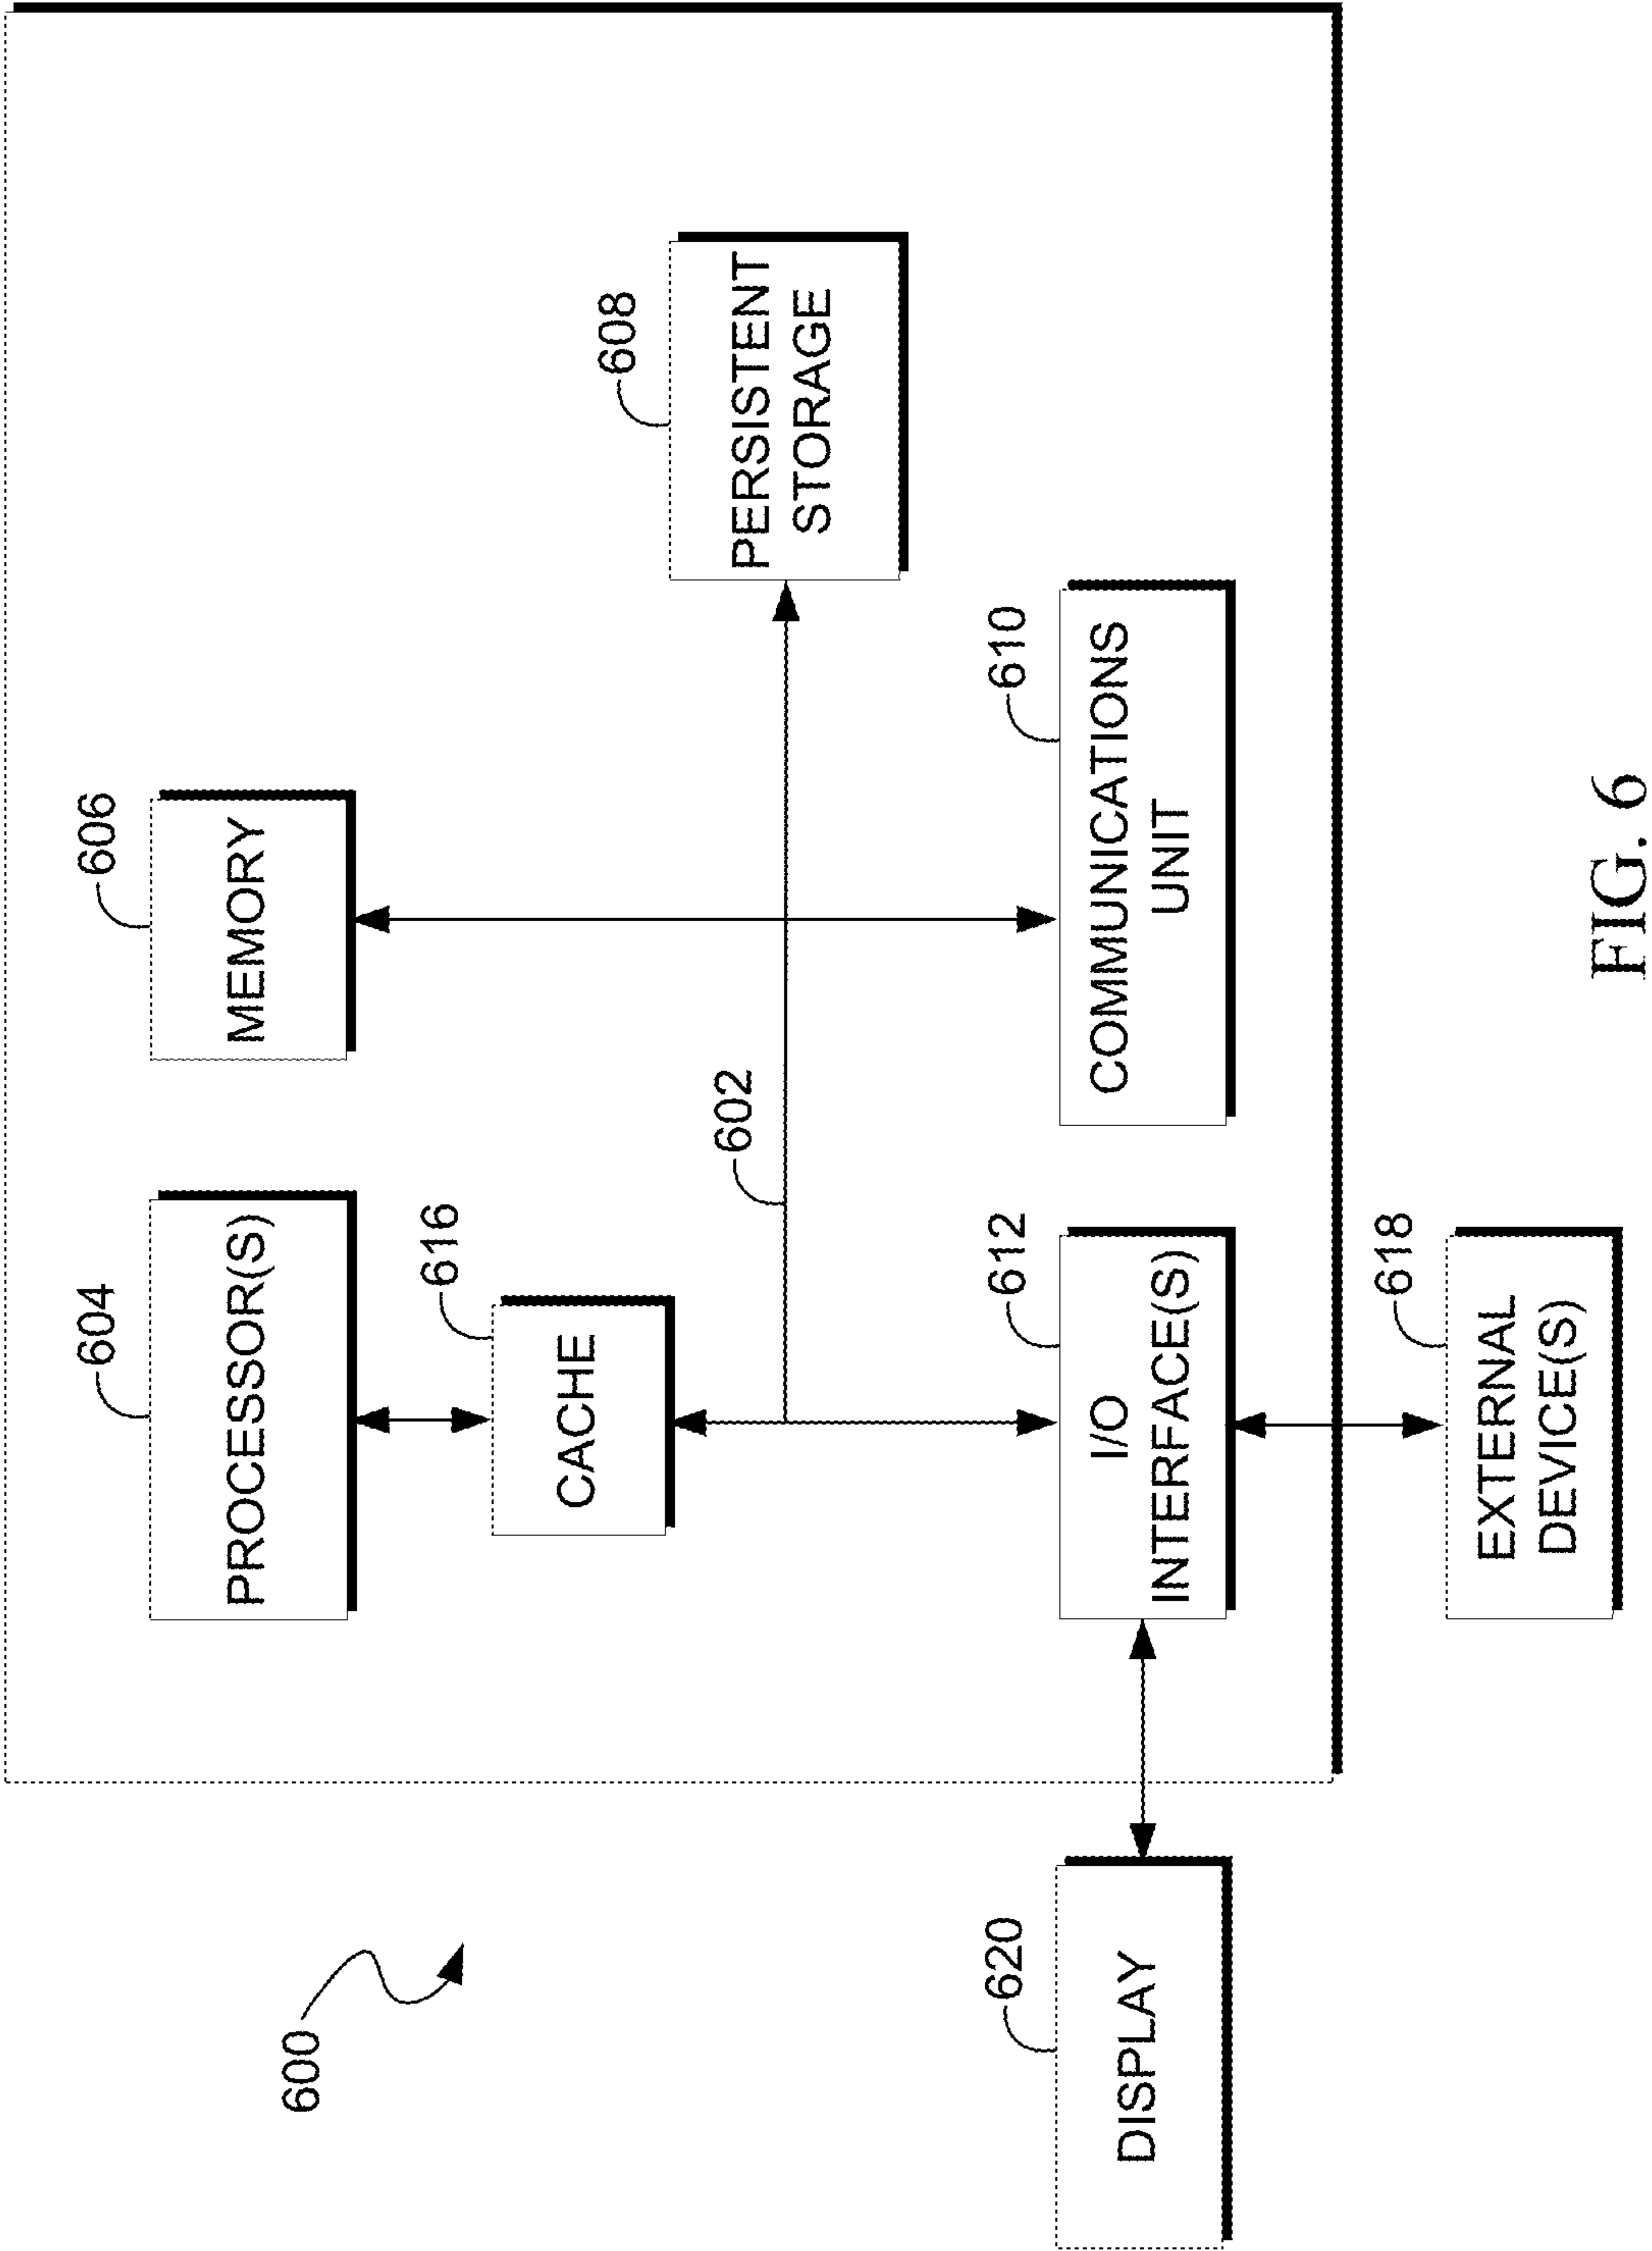 600
604
PROCESSOR(S)
606
MEMORY
616
CACHE
602
608
PERSISTENT
STORAGE
620
DISPLAY
612
I/O
INTERFACE(S)
610
COMMUNICATIONS
UNIT
618
EXTERNAL
DEVICE(S)
FIG. 6